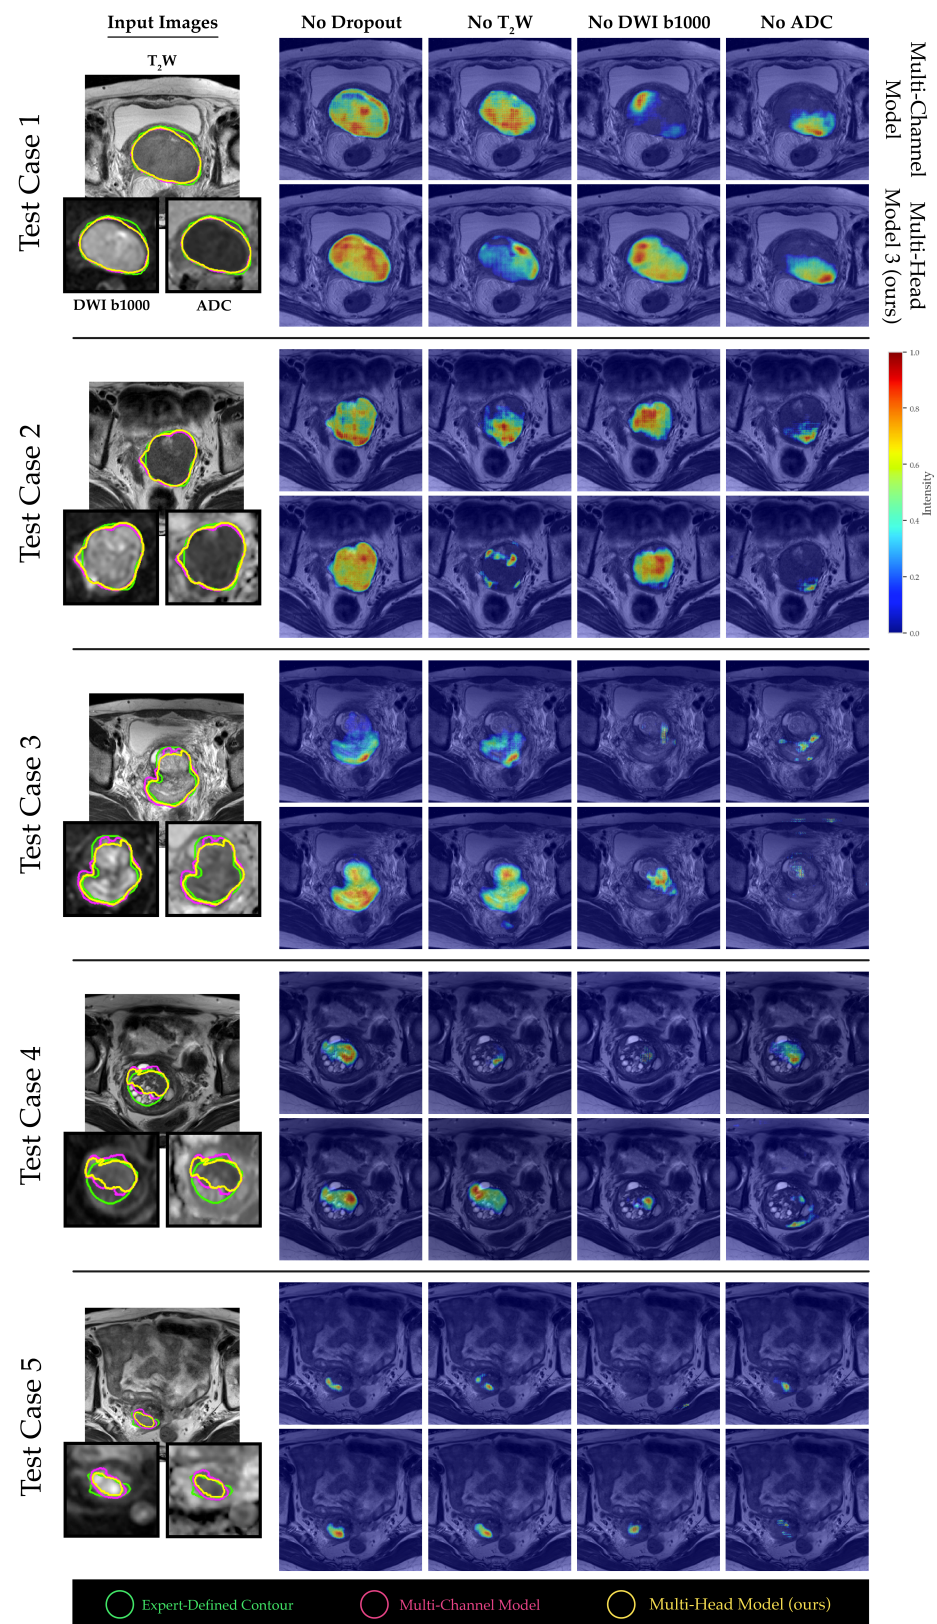 Input Images
No Dropout
No T2W
No DWI b1000
No ADC
T2W
Test Case 1
DWI b1000
ADC
Multi-Channel
Model
Multi-Head
Model 3 (ours)
Test Case 2
1.0
0.8
0.6
0.4
0.2
0.0
Intensity
Test Case 3
Test Case 4
Test Case 5
Expert-Defined Contour
Multi-Channel Model
Multi-Head Model (ours)